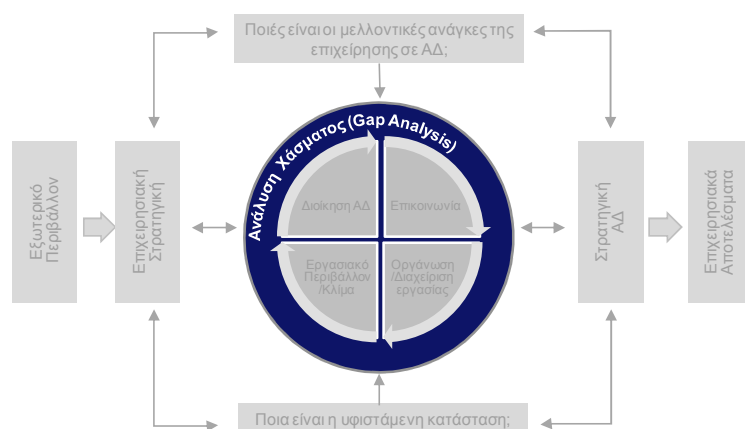 Ποιές είναι οι μελλοντικές ανάγκες της
επιχείρησης σε ΑΔ;
Εξωτερικό
Περιβάλλον
Επιχειρησιακή
Στρατηγική
Ανάλυση Χάσματος (Gap Analysis)
Διοίκηση ΑΔ
Επικοινωνία
Εργασιακό
Περιβάλλον
/Κλίμα
Οργάνωση
/Διαχείριση
εργασίας
Στρατηγική
ΑΔ
Επιχειρησιακά
Αποτελέσματα
Ποια είναι η υφιστάμενη κατάσταση;